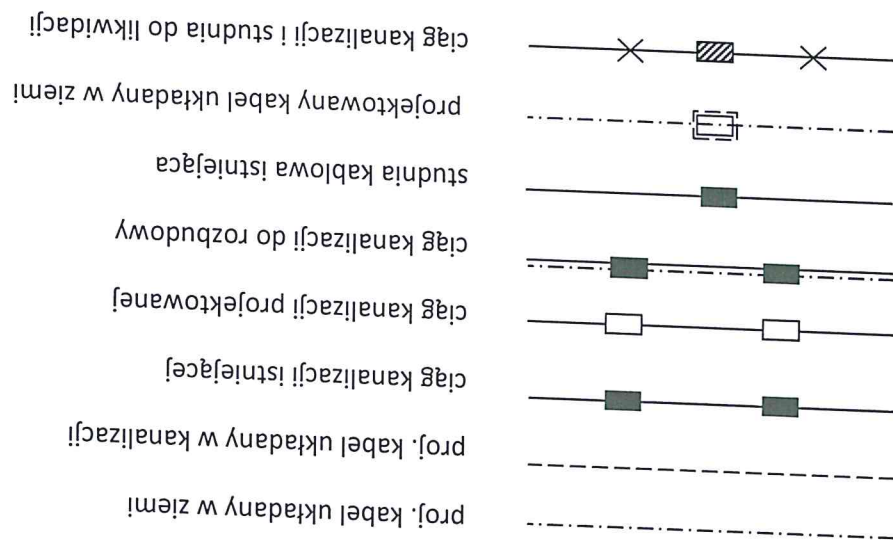 proj. kabel układany w ziemi
proj. kabel układany w kanalizacji
ciąg kanalizacji istniejącej
ciąg kanalizacji projektowanej
ciąg kanalizacji do rozbudowy
studnia kablowa istniejąca
projektowany kabel układany w ziemi
ciąg kanalizacji i studnia do likwidacji